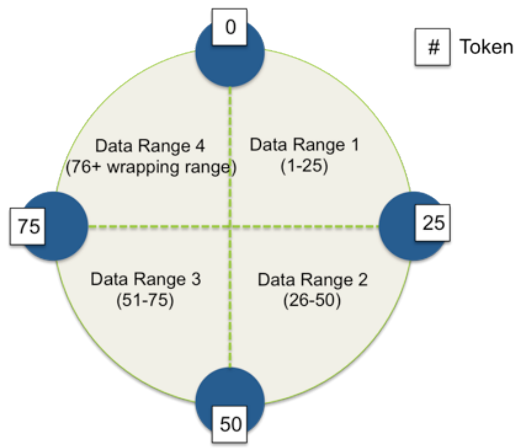 0
# Token
Data Range 4
(76+ wrapping range)
Data Range 1
(1-25)
75
25
Data Range 3
(51-75)
Data Range 2
(26-50)
50